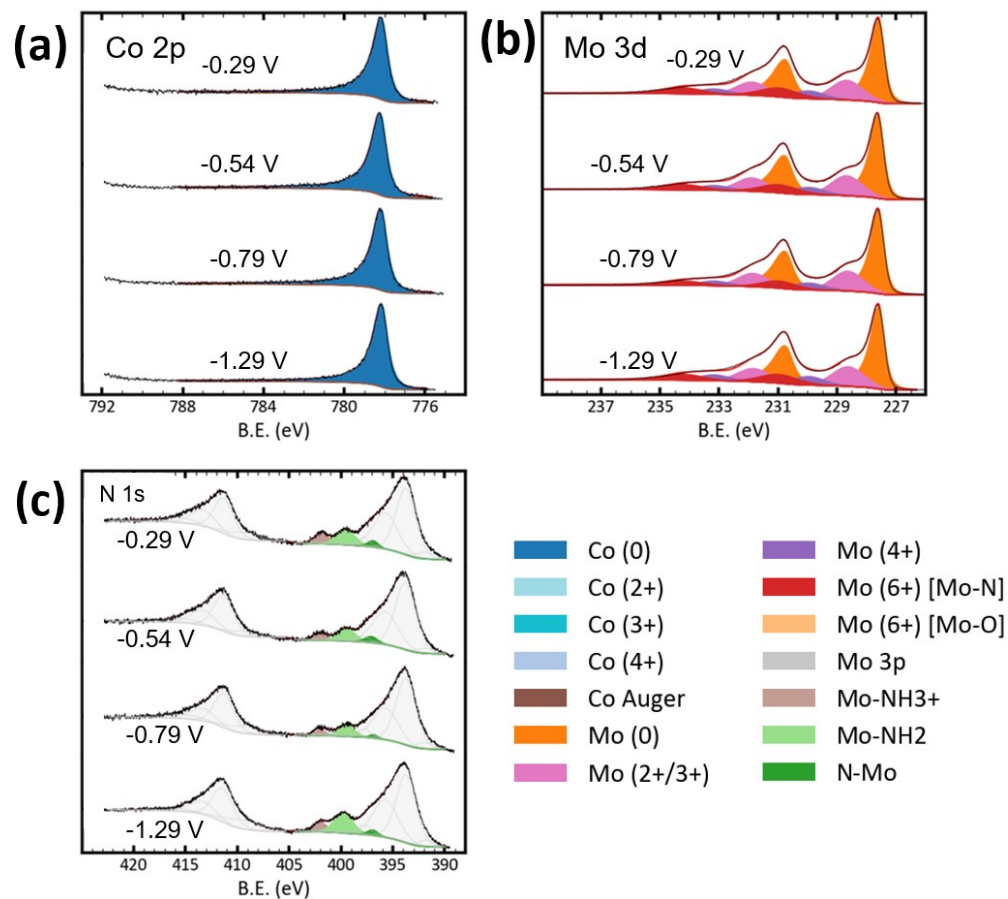 (a)
Co 2p
-0.29 V
-0.54 V
-0.79 V
-1.29 V
792 788 784 780 776
B.E. (eV)
(b)
Mo 3d
-0.29 V
-0.54 V
-0.79 V
-1.29 V
237 235 233 231 229 227
B.E. (eV)
(c)
N 1s
-0.29 V
-0.54 V
-0.79 V
-1.29 V
420 415 410 405 400 395 390
B.E. (eV)
Co (0)
Co (2+)
Co (3+)
Co (4+)
Co Auger
Mo (0)
Mo (2+/3+)
Mo (4+)
Mo (6+) [Mo-N]
Mo (6+) [Mo-O]
Mo 3p
Mo-NH3+
Mo-NH2
N-Mo